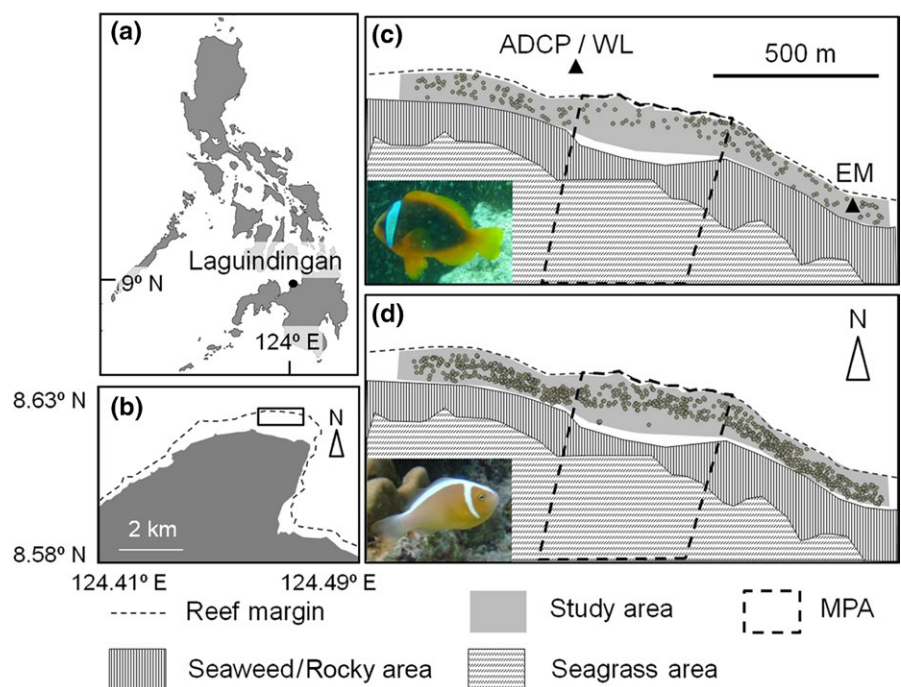 (a)
Laguindingan
9º N
124º E
(b)
N
8.63º N
8.58º N
2 km
124.41º E
124.49º E
(c)
ADCP / WL
500 m
EM
(d)
N
Reef margin
Study area
MPA
Seaweed/Rocky area
Seagrass area